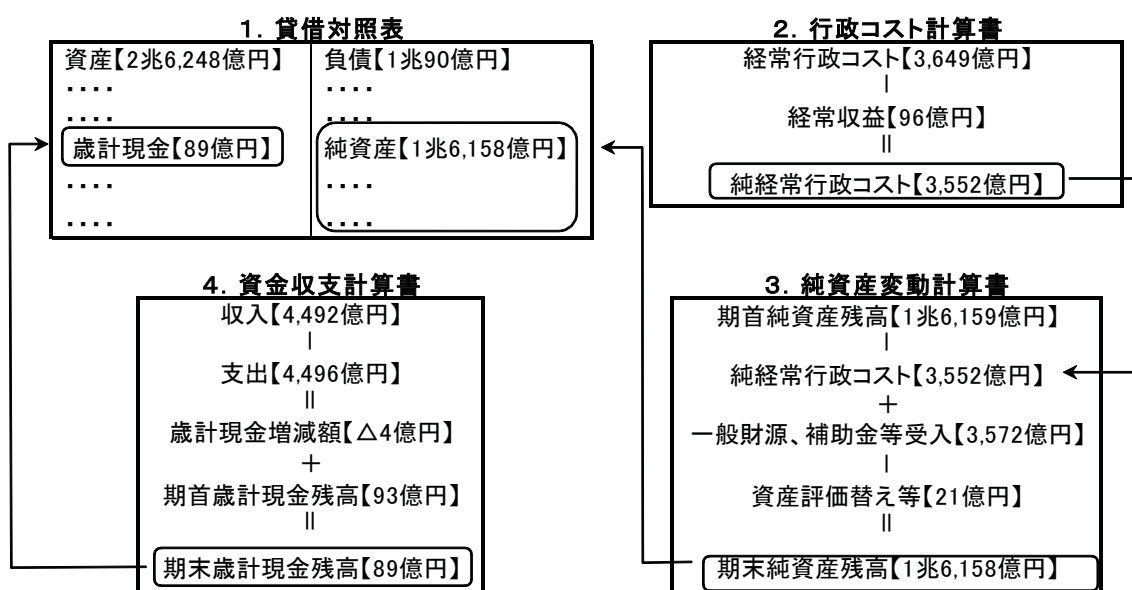 1. 貸借対照表
資産【2兆6,248億円】
・・・・
・・・・
歳計現金【89億円】
・・・・
・・・・
負債【1兆90億円】
・・・・
・・・・
純資産【1兆6,158億円】
・・・・
・・・・
2. 行政コスト計算書
経常行政コスト【3,649億円】
－
経常収益【96億円】
＝
純経常行政コスト【3,552億円】
4. 資金収支計算書
収入【4,492億円】
－
支出【4,496億円】
＝
歳計現金増減額【△4億円】
＋
期首歳計現金残高【93億円】
＝
期末歳計現金残高【89億円】
3. 純資産変動計算書
期首純資産残高【1兆6,159億円】
－
純経常行政コスト【3,552億円】
＋
一般財源、補助金等受入【3,572億円】
－
資産評価替え等【21億円】
＝
期末純資産残高【1兆6,158億円】